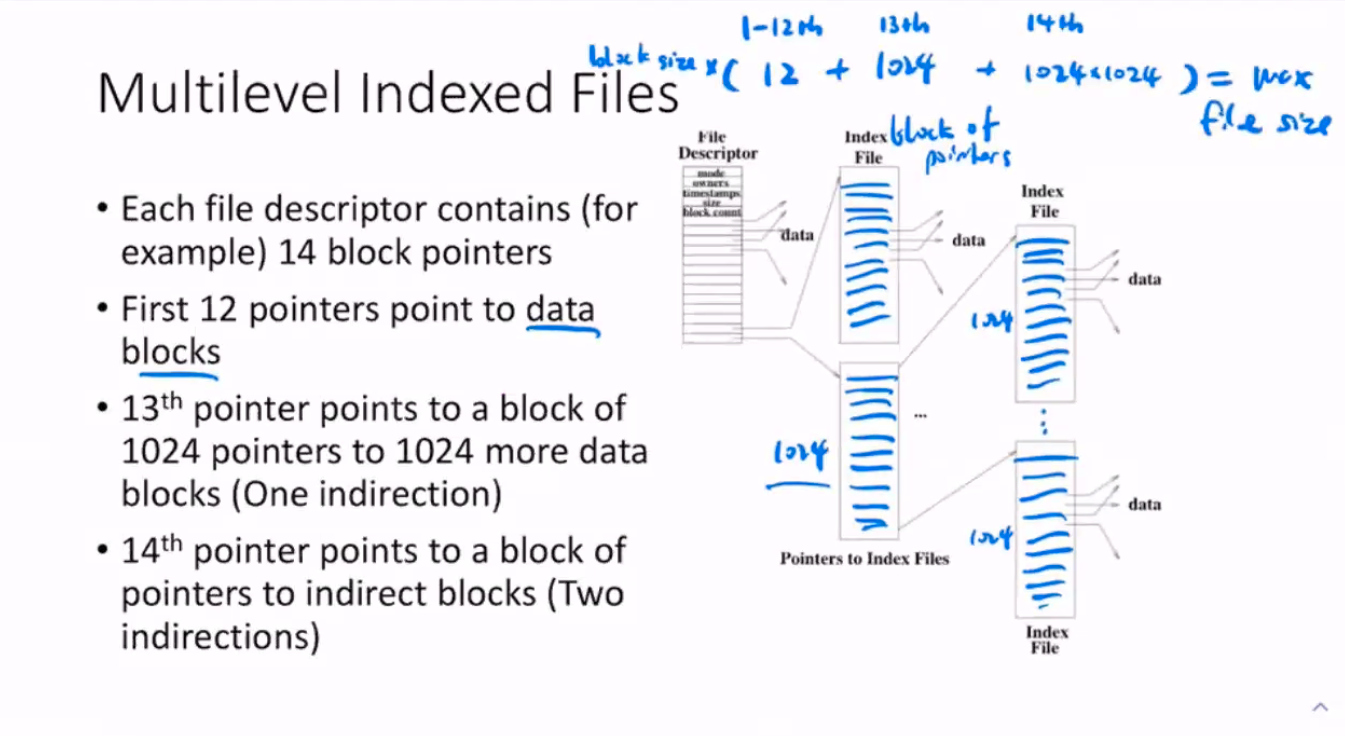 1-12th 13th 14th
block size * ( 12 + 1024 + 1024 x 1024 ) = max
file size
Multilevel Indexed Files
• Each file descriptor contains (for
example) 14 block pointers
• First 12 pointers point to data
blocks
• 13th pointer points to a block of
1024 pointers to 1024 more data
blocks (One indirection)
• 14th pointer points to a block of
pointers to indirect blocks (Two
indirections)
File
Descriptor
mode
owners
timestamps
size
block count
data
Index
File
block of
pointers
data
Index
File
1024
data
1024
...
Pointers to Index Files
1024
data
Index
File